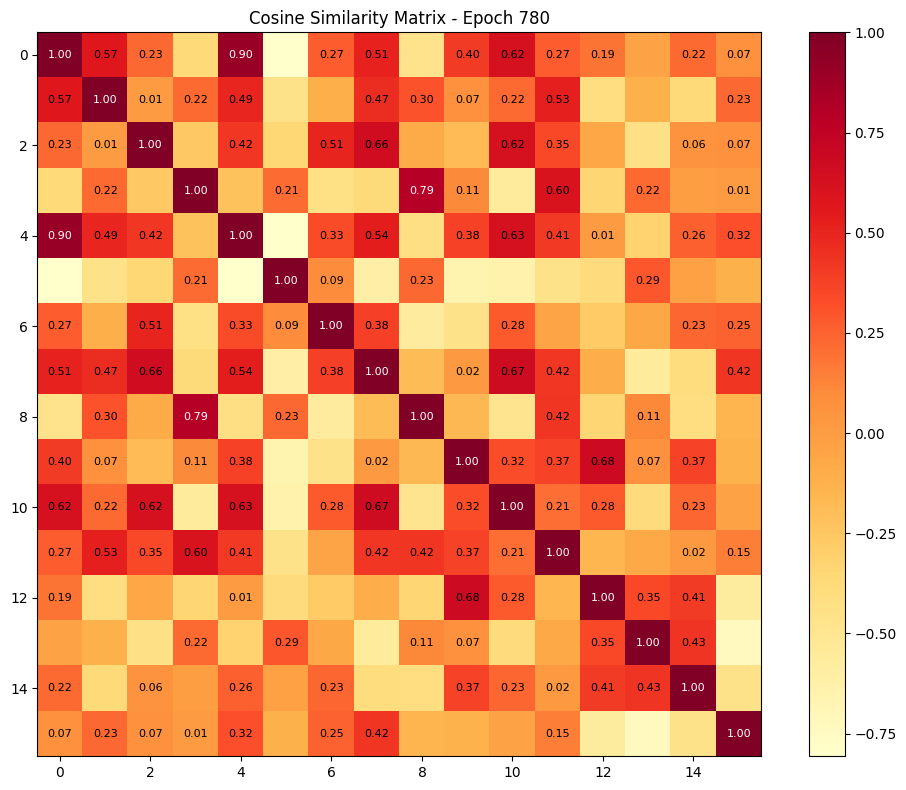 Cosine Similarity Matrix - Epoch 780
0 1.00 0.57 0.23 0.90 0.27 0.51 0.40 0.62 0.27 0.19 0.22 0.07 1.00
0.57 1.00 0.01 0.22 0.49 0.47 0.30 0.07 0.22 0.53 0.23
2 0.23 0.01 1.00 0.42 0.51 0.66 0.62 0.35 0.06 0.07 0.75
0.22 1.00 0.21 0.79 0.11 0.60 0.22 0.01
4 0.90 0.49 0.42 1.00 0.33 0.54 0.38 0.63 0.41 0.01 0.26 0.32 0.50
0.21 1.00 0.09 0.23 0.29
6 0.27 0.51 0.33 0.09 1.00 0.38 0.28 0.23 0.25 0.25
0.51 0.47 0.66 0.54 0.38 1.00 0.02 0.67 0.42 0.42
8 0.30 0.79 0.23 1.00 0.42 0.11 0.00
0.40 0.07 0.11 0.38 0.02 1.00 0.32 0.37 0.68 0.07 0.37
10 0.62 0.22 0.62 0.63 0.28 0.67 0.32 1.00 0.21 0.28 0.23
0.27 0.53 0.35 0.60 0.41 0.42 0.42 0.37 0.21 1.00 0.02 0.15 −0.25
12 0.19 0.01 0.68 0.28 1.00 0.35 0.41
0.22 0.29 0.11 0.07 0.35 1.00 0.43 −0.50
14 0.22 0.06 0.26 0.23 0.37 0.23 0.02 0.41 0.43 1.00
0.07 0.23 0.07 0.01 0.32 0.25 0.42 0.15 1.00 −0.75
0 2 4 6 8 10 12 14